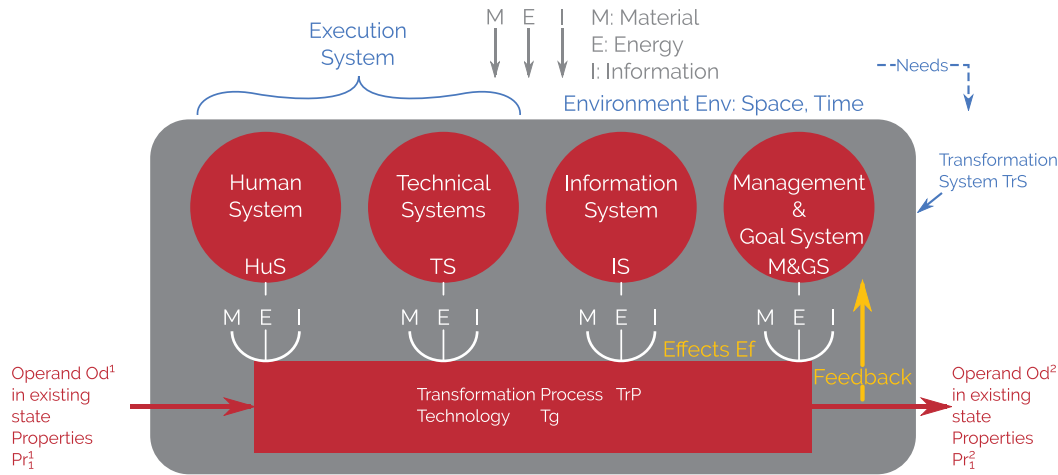 Execution
System
M E I
M: Material
E: Energy
I: Information
Needs
Environment Env: Space, Time
Human
System
HuS
Technical
Systems
TS
Information
System
IS
Management
&
Goal System
M&GS
Transformation
System TrS
M E I
M E I
M E I
M E I
Effects Ef
Feedback
Operand Od¹
in existing
state
Properties
Pr₁¹
Transformation Process TrP
Technology Tg
Operand Od²
in existing
state
Properties
Pr₁²